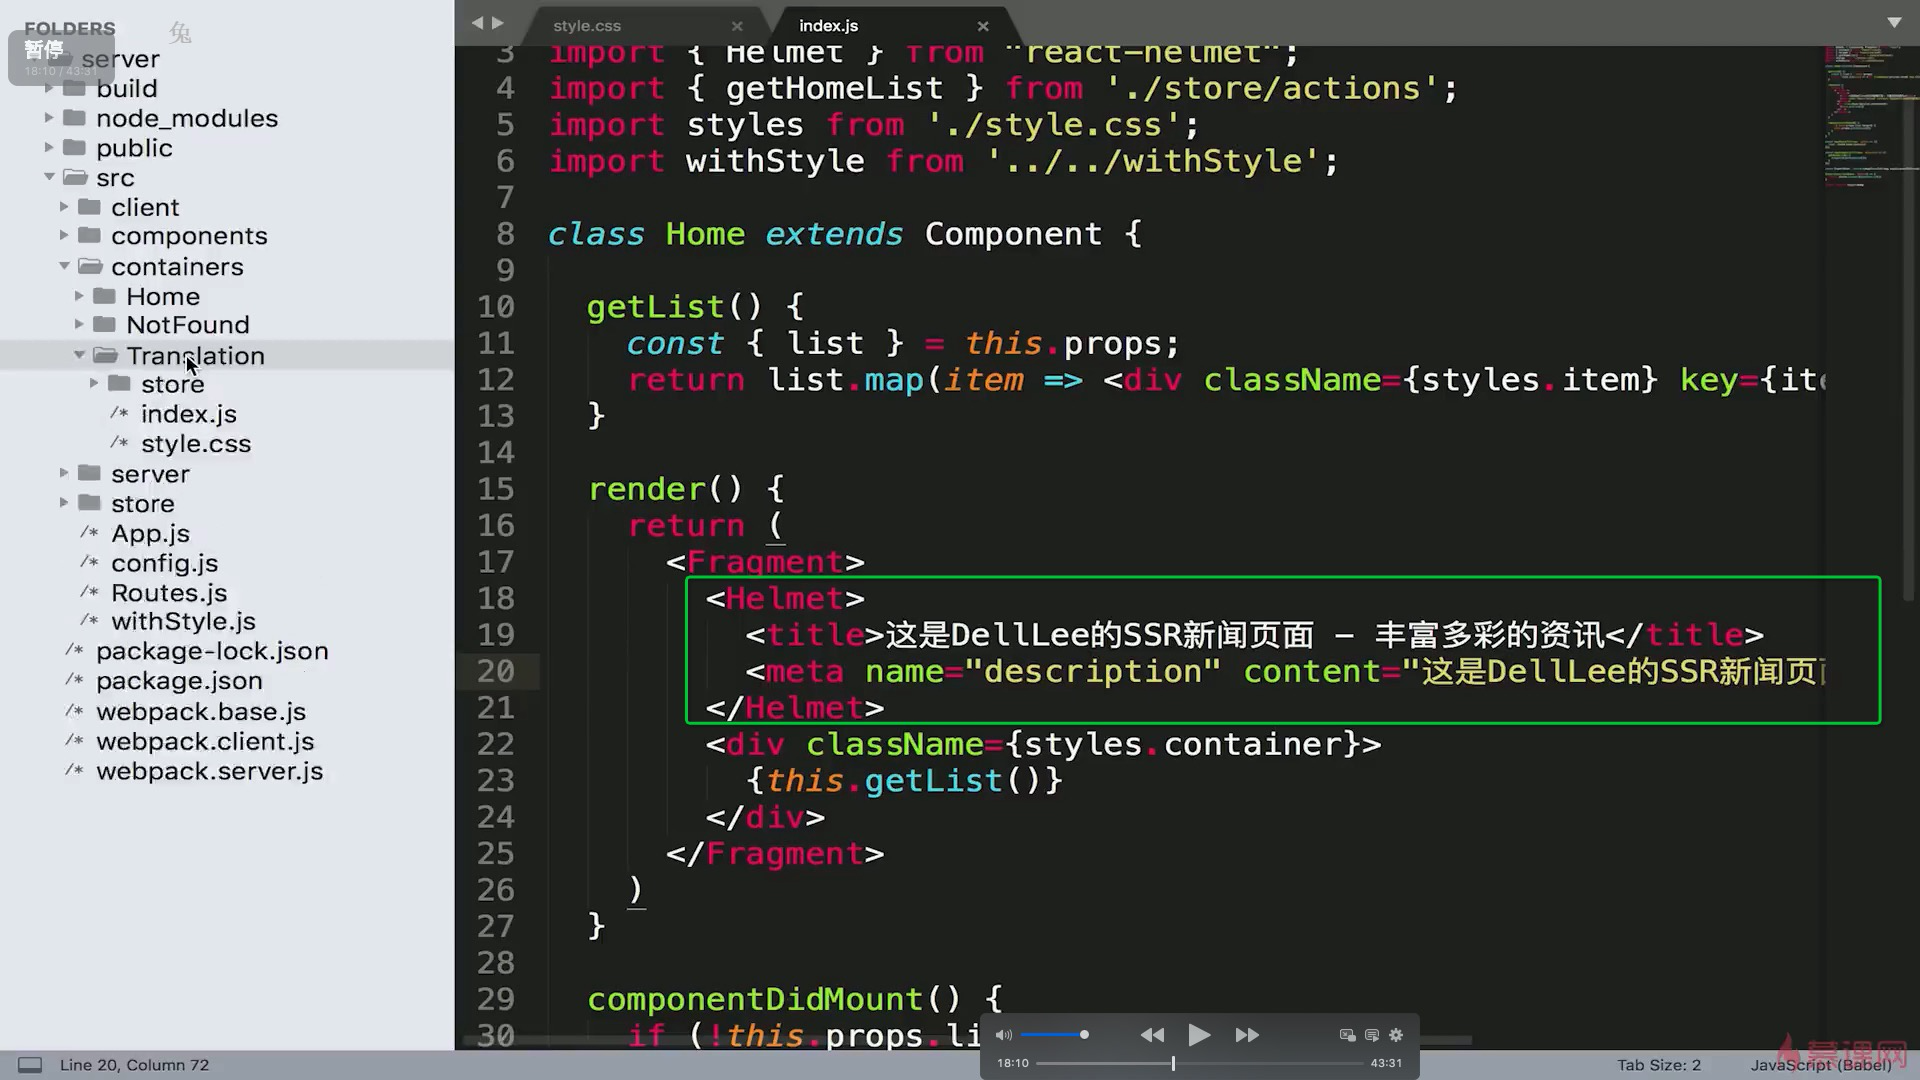 FOLDERS
兔
暂停
18:10 / 43:31
server
build
node_modules
public
src
client
components
containers
Home
NotFound
Translation
store
/* index.js
/* style.css
server
store
/* App.js
/* config.js
/* Routes.js
/* withStyle.js
/* package-lock.json
/* package.json
/* webpack.base.js
/* webpack.client.js
/* webpack.server.js
style.css
index.js
3 import { Helmet } from "react-helmet";
4 import { getHomeList } from './store/actions';
5 import styles from './style.css';
6 import withStyle from '../../withStyle';
7
8 class Home extends Component {
9
10 getList() {
11 const { list } = this.props;
12 return list.map(item => <div className={styles.item} key={ite
13 }
14
15 render() {
16 return (
17 <Fragment>
18 <Helmet>
19 <title>这是DellLee的SSR新闻页面 - 丰富多彩的资讯</title>
20 <meta name="description" content="这是DellLee的SSR新闻页面
21 </Helmet>
22 <div className={styles.container}>
23 {this.getList()}
24 </div>
25 </Fragment>
26 )
27 }
28
29 componentDidMount() {
30 if (!this.props.li
18:10
43:31
Line 20, Column 72
Tab Size: 2
JavaScript (Babel)
慕课网